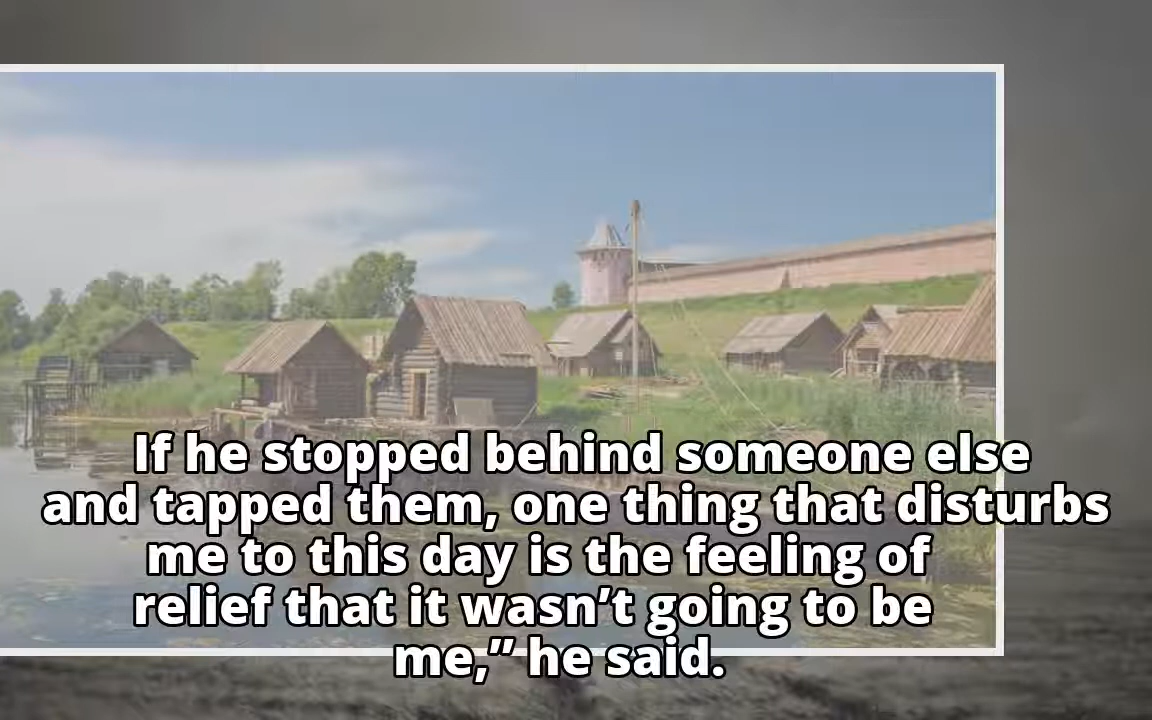 If he stopped behind someone else
and tapped them, one thing that disturbs
me to this day is the feeling of
relief that it wasn’t going to be
me,” he said.